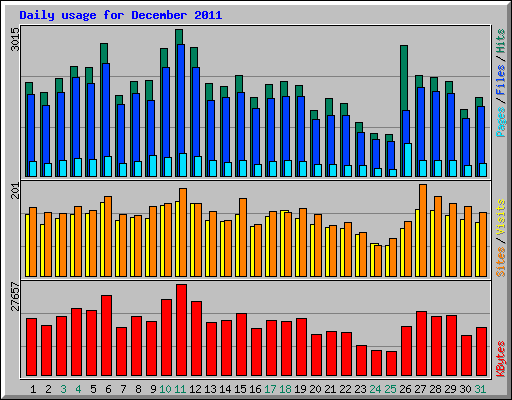 Daily usage for December 2011
3015
Pages / Files / Hits
201
Sites / Visits
27657
KBytes
1 2 3 4 5 6 7 8 9 10 11 12 13 14 15 16 17 18 19 20 21 22 23 24 25 26 27 28 29 30 31